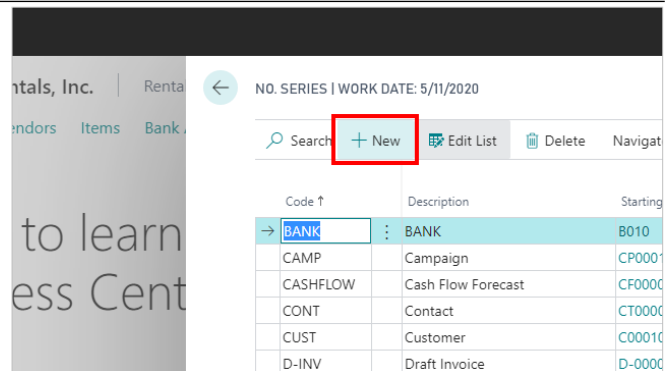 ntals, Inc. Renta
NO. SERIES | WORK DATE: 5/11/2020
endors Items Bank
Search + New Edit List Delete Navigat
Code ↑ Description Starting
to learn
ess Cent
BANK BANK B010
CAMP Campaign CP0001
CASHFLOW Cash Flow Forecast CF0000
CONT Contact CT0000
CUST Customer C00010
D-INV Draft Invoice D-0000